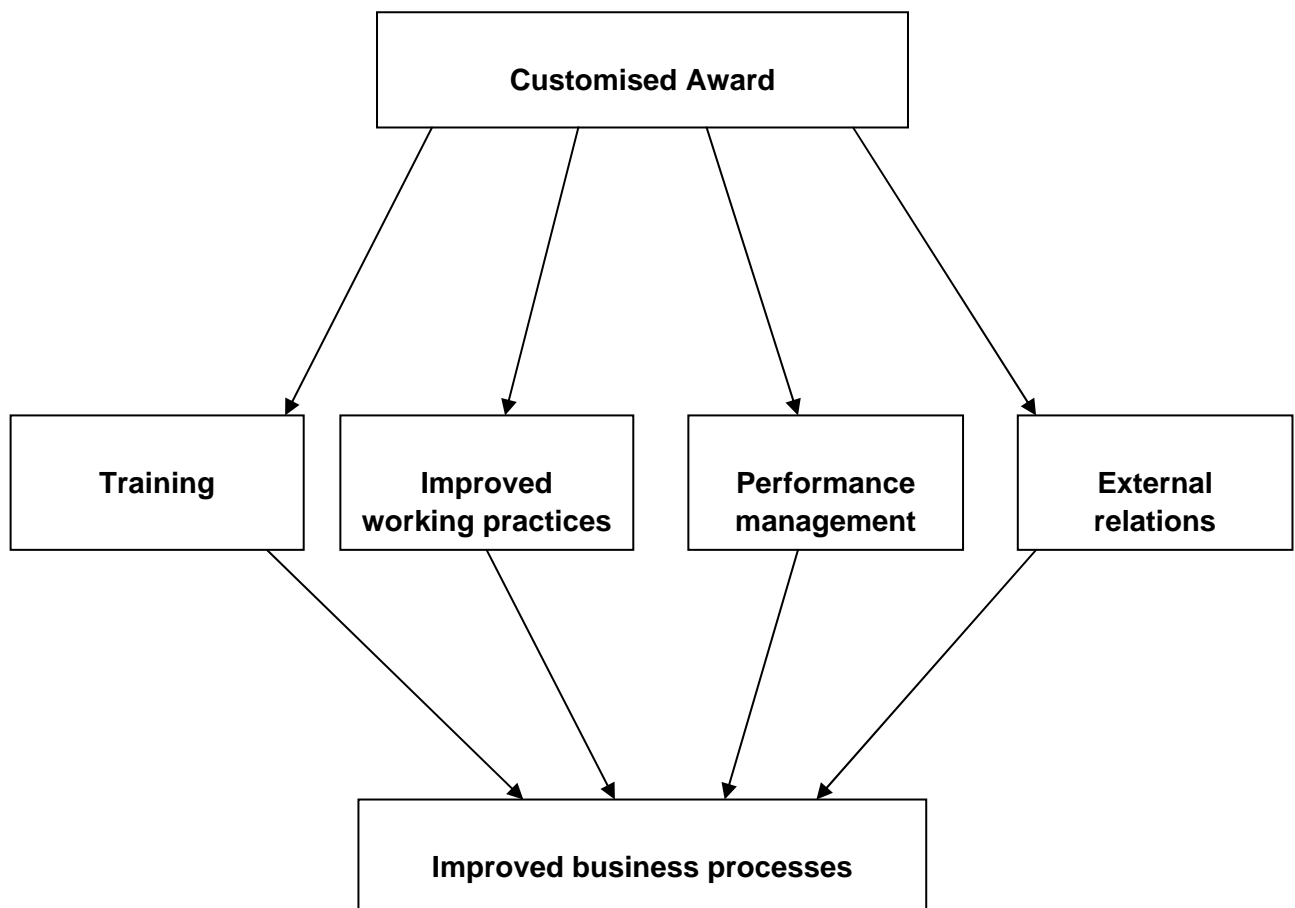 Customised Award
Training
Improved
working practices
Performance
management
External
relations
Improved business processes